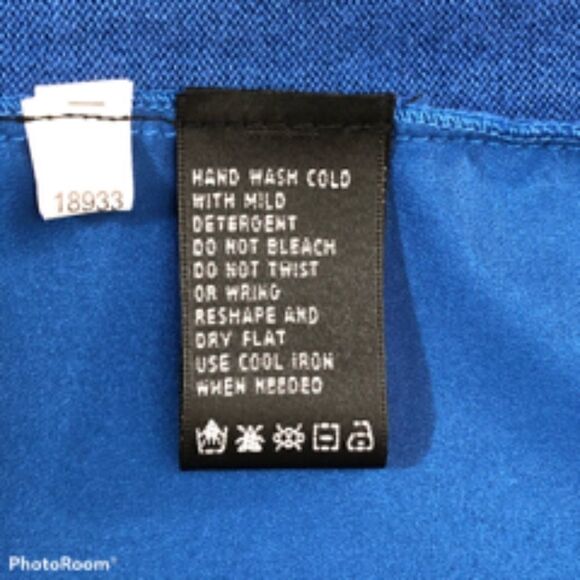 18933
HAND WASH COLD
WITH MILD
DETERGENT
DO NOT BLEACH
DO NOT TWIST
OR WRING
RESHAPE AND
DRY FLAT
USE COOL IRON
WHEN NEEDED
PhotoRoom